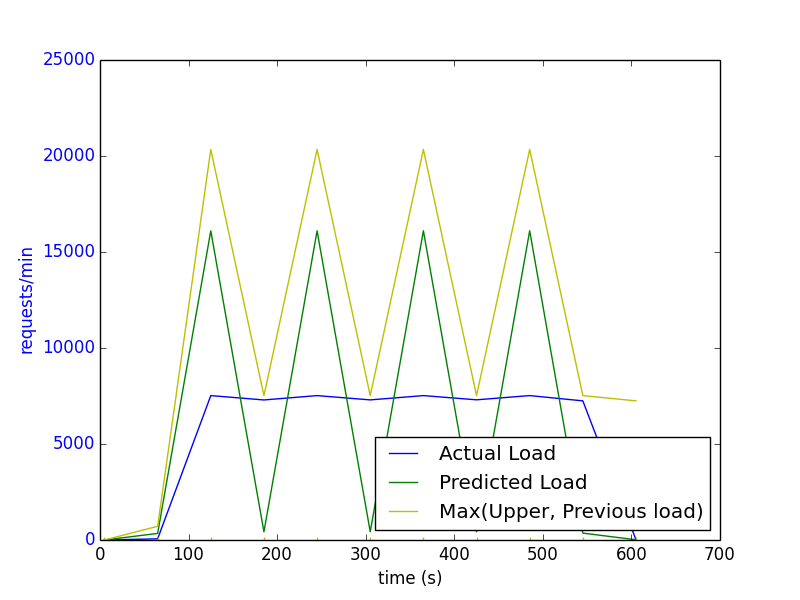 25000
20000
15000
10000
5000
0
requests/min
0 100 200 300 400 500 600 700
time (s)
Actual Load
Predicted Load
Max(Upper, Previous load)